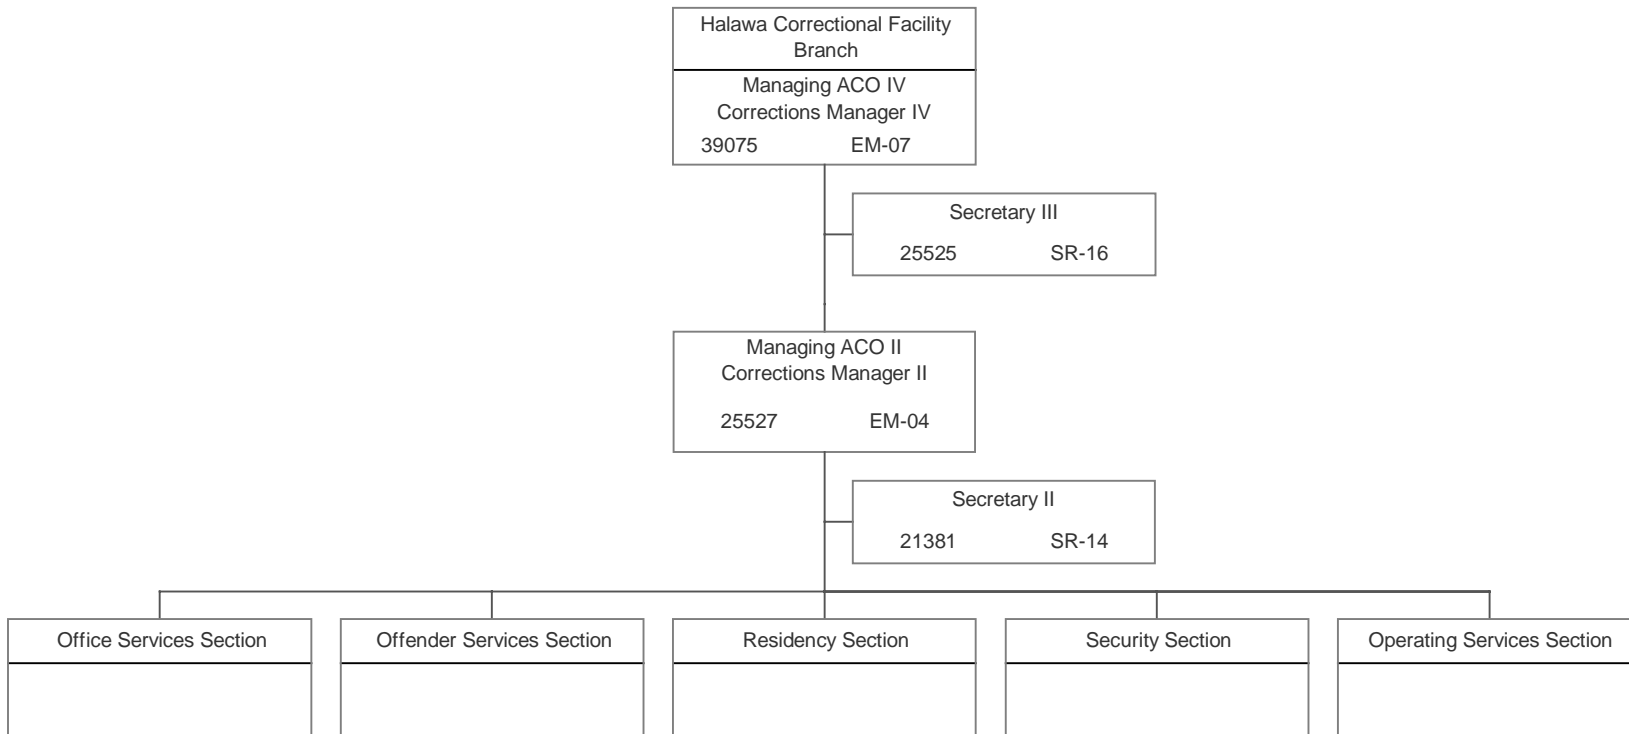 Halawa Correctional Facility
Branch
Managing ACO IV
Corrections Manager IV
39075 EM-07
Secretary III
25525 SR-16
Managing ACO II
Corrections Manager II
25527 EM-04
Secretary II
21381 SR-14
Office Services Section
Offender Services Section
Residency Section
Security Section
Operating Services Section